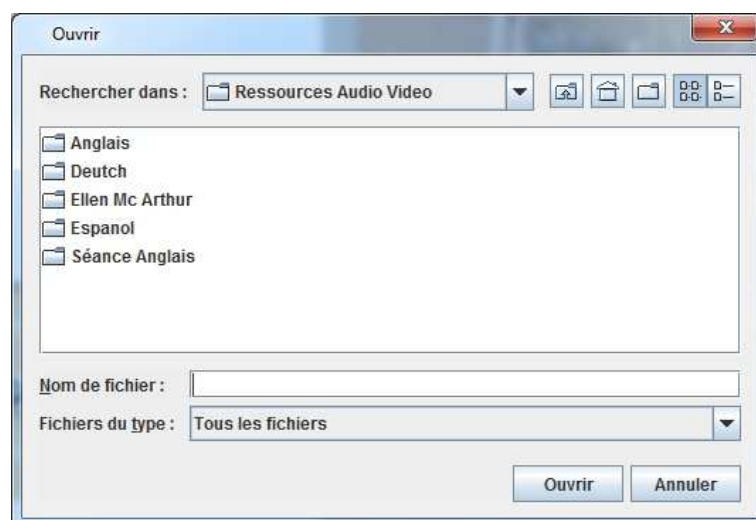 Ouvrir
Rechercher dans : Ressources Audio Video
Anglais
Deutch
Ellen Mc Arthur
Espanol
Séance Anglais
Nom de fichier :
Fichiers du type : Tous les fichiers
Ouvrir Annuler